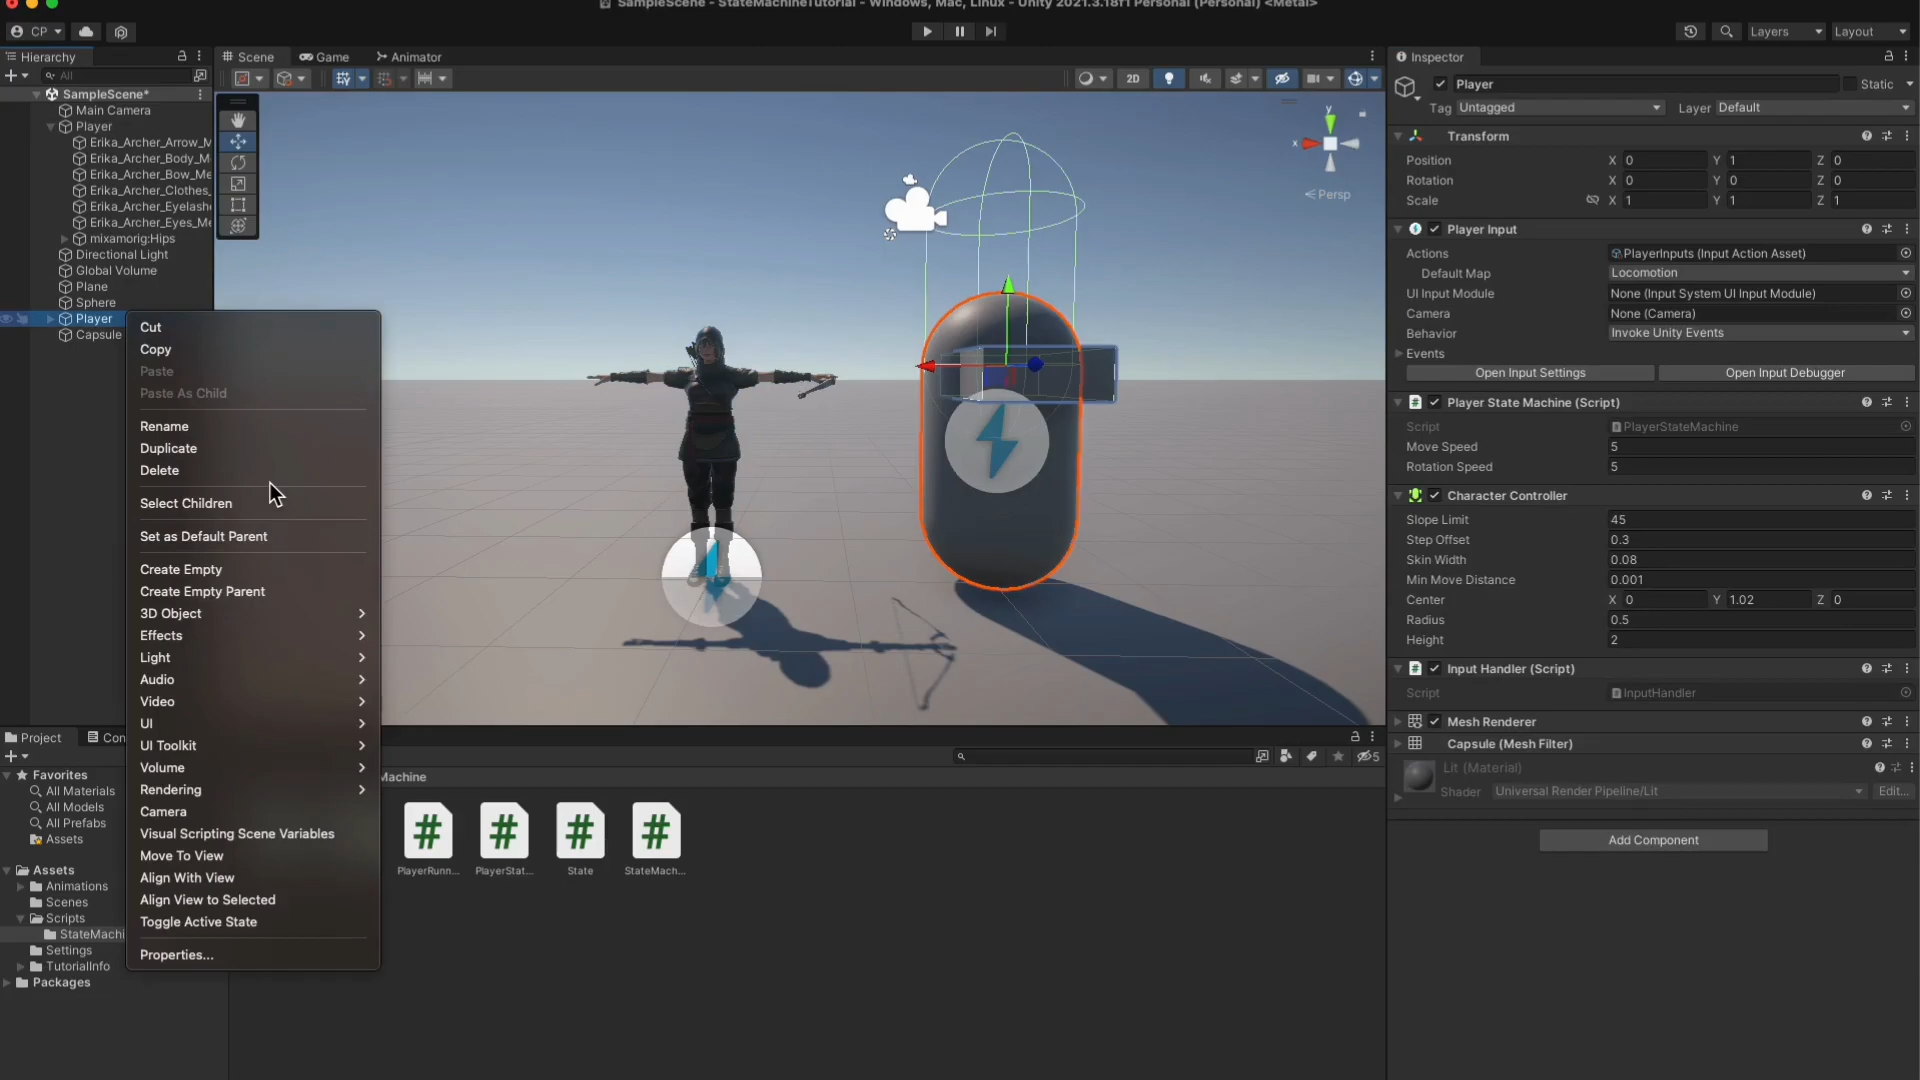 SampleScene - StateMachineTutorial - Windows, Mac, Linux - Unity 2021.3.18f1 Personal (Personal) <Metal>
CP
Layers
Layout
Hierarchy
All
SampleScene*
Main Camera
Player
Erika_Archer_Arrow_M
Erika_Archer_Body_M
Erika_Archer_Bow_Me
Erika_Archer_Clothes_
Erika_Archer_Eyelash
Erika_Archer_Eyes_Me
mixamorig:Hips
Directional Light
Global Volume
Plane
Sphere
Player
Capsule
Cut
Copy
Paste
Paste As Child
Rename
Duplicate
Delete
Select Children
Set as Default Parent
Create Empty
Create Empty Parent
3D Object
Effects
Light
Audio
Video
UI
UI Toolkit
Volume
Rendering
Camera
Visual Scripting Scene Variables
Move To View
Align With View
Align View to Selected
Toggle Active State
Properties...
Scene
Game
Animator
2D
y
x
Persp
Project
Con
Favorites
All Materials
All Models
All Prefabs
Assets
Assets
Animations
Scenes
Scripts
StateMachi
Settings
TutorialInfo
Packages
5
Machine
# # # #
PlayerRunn...
PlayerStat...
State
StateMach...
Inspector
Player
Static
Tag Untagged
Layer Default
Transform
Position X 0 Y 1 Z 0
Rotation X 0 Y 0 Z 0
Scale X 1 Y 1 Z 1
Player Input
Actions PlayerInputs (Input Action Asset)
Default Map Locomotion
UI Input Module None (Input System UI Input Module)
Camera None (Camera)
Behavior Invoke Unity Events
Events
Open Input Settings
Open Input Debugger
# Player State Machine (Script)
Script PlayerStateMachine
Move Speed 5
Rotation Speed 5
Character Controller
Slope Limit 45
Step Offset 0.3
Skin Width 0.08
Min Move Distance 0.001
Center X 0 Y 1.02 Z 0
Radius 0.5
Height 2
# Input Handler (Script)
Script InputHandler
Mesh Renderer
Capsule (Mesh Filter)
Lit (Material)
Shader Universal Render Pipeline/Lit
Edit...
Add Component